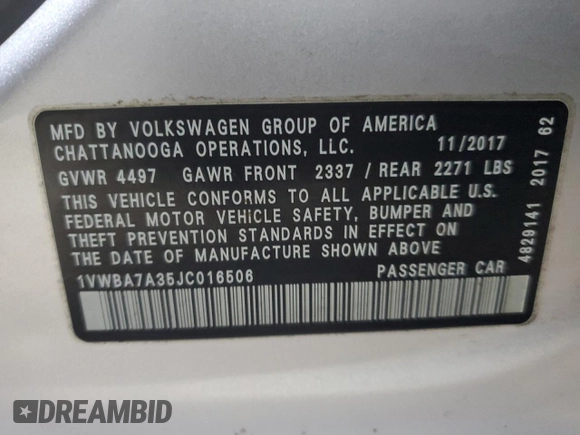 MFD BY VOLKSWAGEN GROUP OF AMERICA
CHATTANOOGA OPERATIONS, LLC. 11/2017
GVWR 4497 GAWR FRONT 2337 / REAR 2271 LBS
THIS VEHICLE CONFORMS TO ALL APPLICABLE U.S.
FEDERAL MOTOR VEHICLE SAFETY, BUMPER AND
THEFT PREVENTION STANDARDS IN EFFECT ON
THE DATE OF MANUFACTURE SHOWN ABOVE
1VWBA7A35JC016506 PASSENGER CAR
4829141 2017 62
DREAMBID